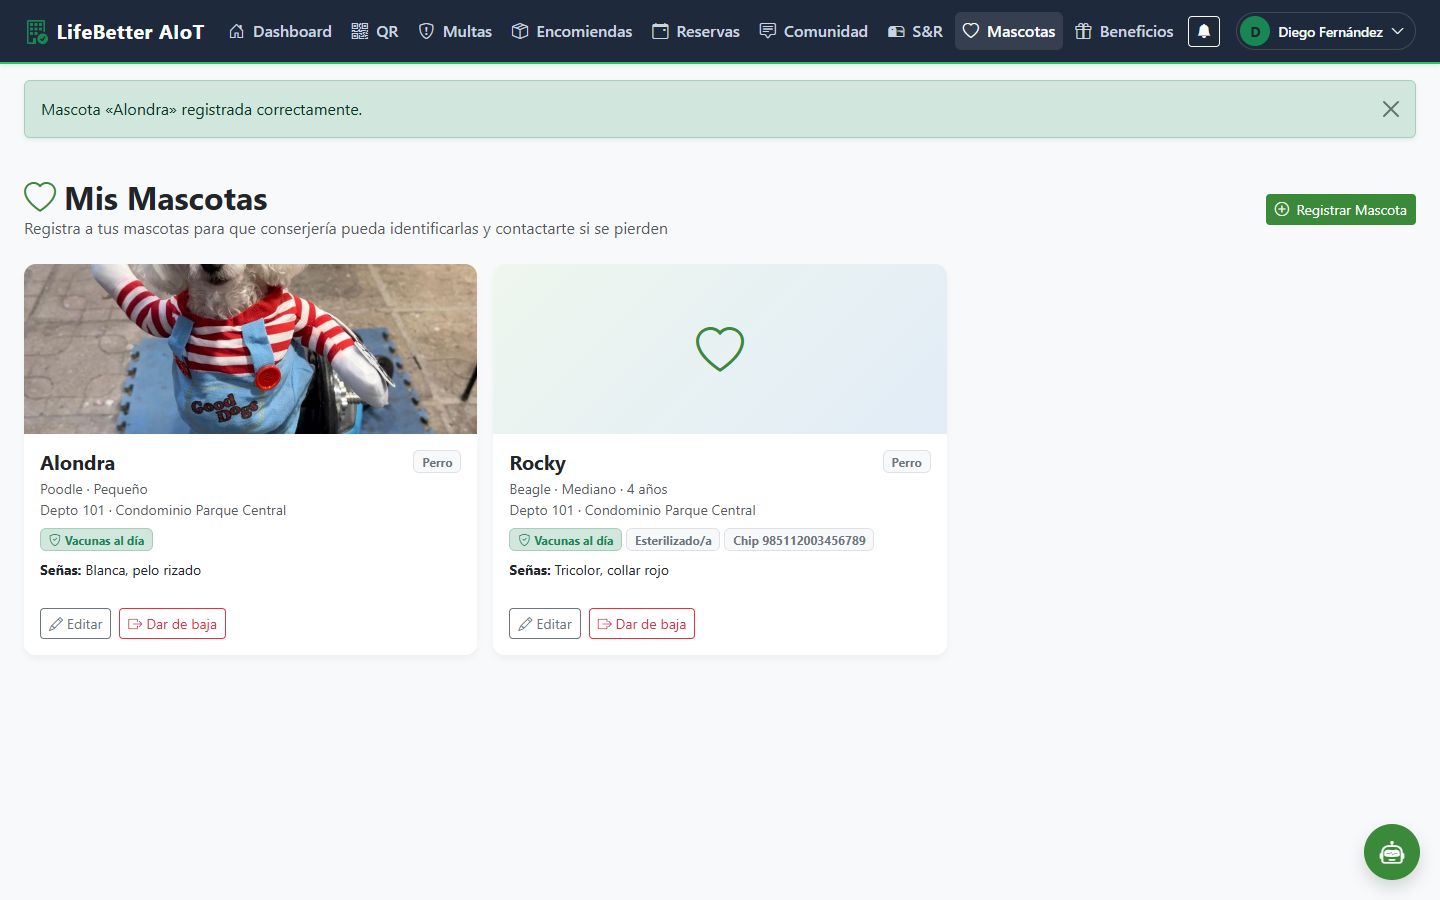 LifeBetter AIoT
Dashboard
QR
Multas
Encomiendas
Reservas
Comunidad
S&R
Mascotas
Beneficios
D
Diego Fernández
Mascota «Alondra» registrada correctamente.
Mis Mascotas
Registra a tus mascotas para que conserjería pueda identificarlas y contactarte si se pierden
Registrar Mascota
Good
Dogs
Alondra
Perro
Poodle · Pequeño
Depto 101 · Condominio Parque Central
Vacunas al día
Señas: Blanca, pelo rizado
Editar
Dar de baja
Rocky
Perro
Beagle · Mediano · 4 años
Depto 101 · Condominio Parque Central
Vacunas al día
Esterilizado/a
Chip 985112003456789
Señas: Tricolor, collar rojo
Editar
Dar de baja